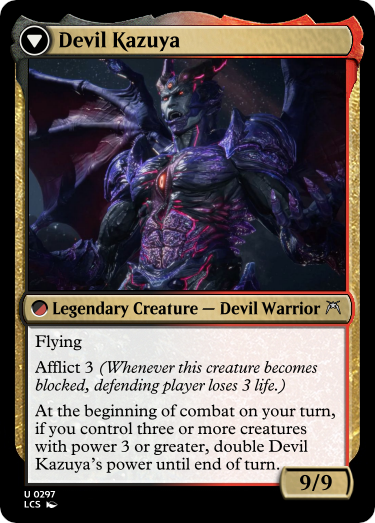 Devil Kazuya
Legendary Creature — Devil Warrior
Flying
Afflict 3 (Whenever this creature becomes
blocked, defending player loses 3 life.)
At the beginning of combat on your turn,
if you control three or more creatures
with power 3 or greater, double Devil
Kazuya's power until end of turn.
9/9
U 0297
LCS